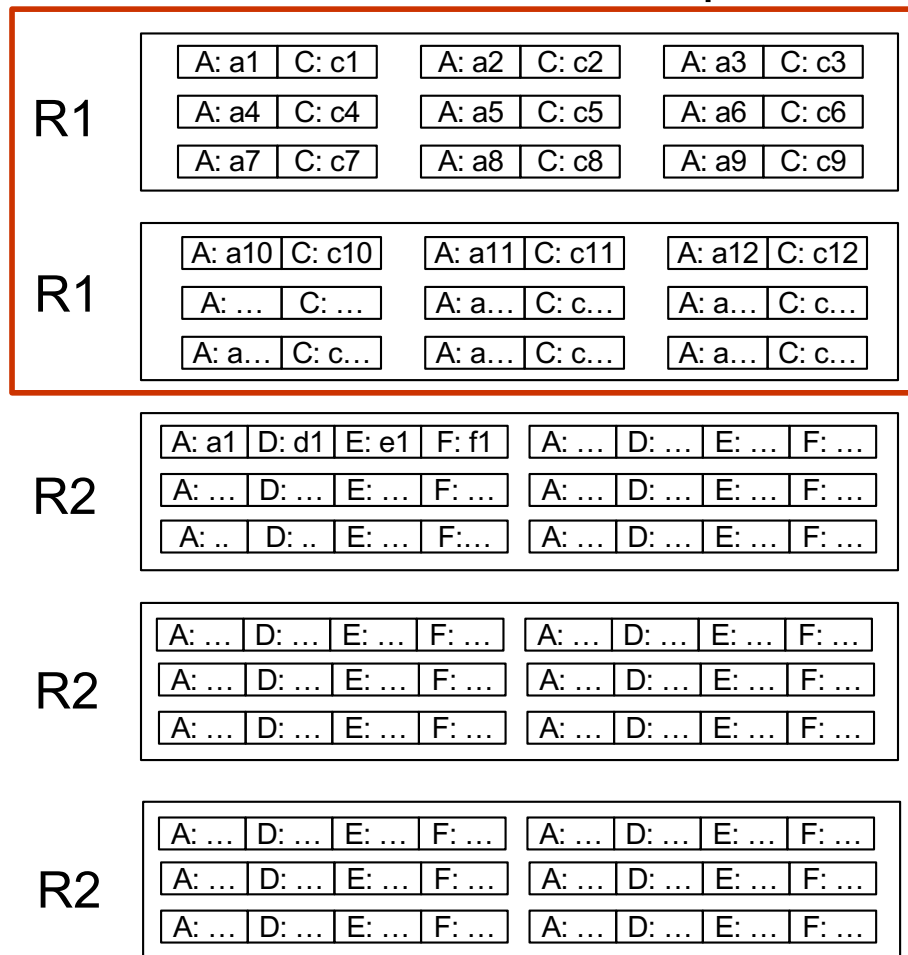 R1
A: a1 C: c1 A: a2 C: c2 A: a3 C: c3
A: a4 C: c4 A: a5 C: c5 A: a6 C: c6
A: a7 C: c7 A: a8 C: c8 A: a9 C: c9
R1
A: a10 C: c10 A: a11 C: c11 A: a12 C: c12
A: … C: … A: a… C: c… A: a… C: c…
A: a… C: c… A: a… C: c… A: a… C: c…
R2
A: a1 D: d1 E: e1 F: f1 A: … D: … E: … F: …
A: … D: … E: … F: … A: … D: … E: … F: …
A: .. D: .. E: … F:… A: … D: … E: … F: …
R2
A: … D: … E: … F: … A: … D: … E: … F: …
A: … D: … E: … F: … A: … D: … E: … F: …
A: … D: … E: … F: … A: … D: … E: … F: …
R2
A: … D: … E: … F: … A: … D: … E: … F: …
A: … D: … E: … F: … A: … D: … E: … F: …
A: … D: … E: … F: … A: … D: … E: … F: …